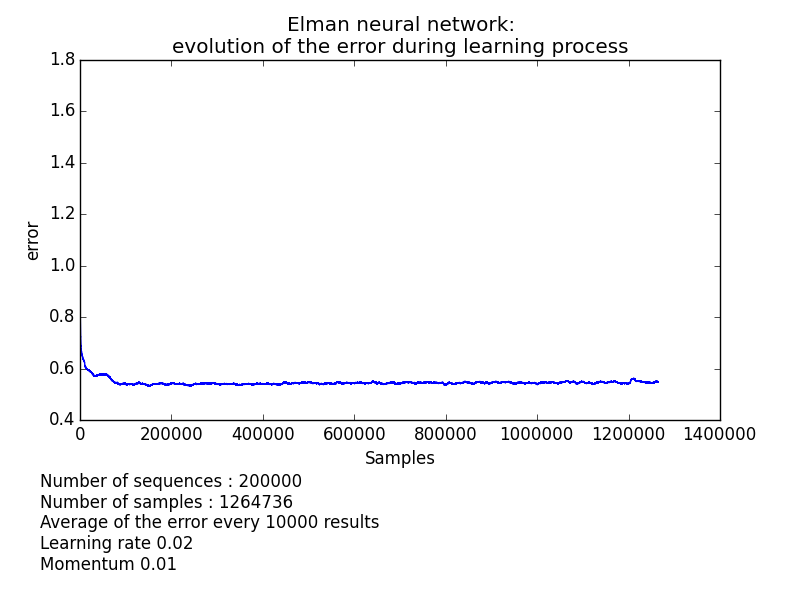 Elman neural network:
evolution of the error during learning process
1.8
1.6
1.4
1.2
1.0
0.8
0.6
0.4
error
0 200000 400000 600000 800000 1000000 1200000 1400000
Samples
Number of sequences : 200000
Number of samples : 1264736
Average of the error every 10000 results
Learning rate 0.02
Momentum 0.01